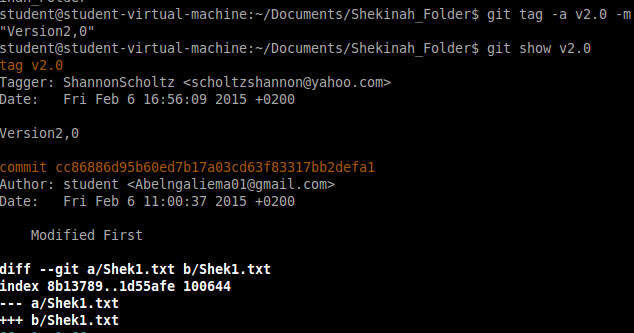 student@student-virtual-machine:~/Documents/Shekinah_Folder$ git tag -a v2.0 -m
"Version2,0"
student@student-virtual-machine:~/Documents/Shekinah_Folder$ git show v2.0
tag v2.0
Tagger: ShannonScholtz <scholtzshannon@yahoo.com>
Date:   Fri Feb 6 16:56:09 2015 +0200
Version2,0
commit cc86886d95b60ed7b17a03cd63f83317bb2defa1
Author: student <Abelngaliema01@gmail.com>
Date:   Fri Feb 6 11:00:37 2015 +0200
Modified First
diff --git a/Shek1.txt b/Shek1.txt
index 8b13789..1d55afe 100644
--- a/Shek1.txt
+++ b/Shek1.txt